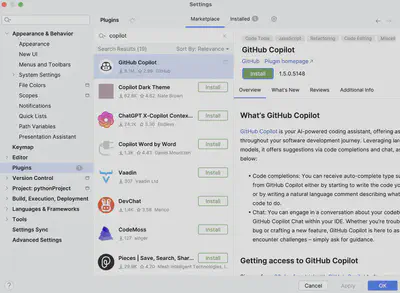 Settings
Appearance & Behavior
Appearance
New UI
Menus and Toolbars
System Settings
File Colors
Scopes
Notifications
Quick Lists
Path Variables
Presentation Assistant
Keymap
Editor
Plugins
Version Control
Project: pythonProject
Build, Execution, Deployment
Languages & Frameworks
Tools
Settings Sync
Advanced Settings
Plugins
Marketplace
Installed
copilot
Search Results (19)
Sort By: Relevance
GitHub Copilot
GitHub
Copilot Dark Theme
Install
ChatGPT X-Copilot Contex...
Install
Copilot Word by Word
Install
Vaadin
Vaadin Ltd
Install
DevChat
Install
CodeMoss
Install
Pieces | Save, Search, Shar...
Install
Code Tools
JavaScript
Refactoring
Code Editing
GitHub Copilot
GitHub
Plugin homepage
Install
1.5.0.5148
Overview
What's New
Reviews
Additional Info
What's GitHub Copilot
GitHub Copilot is your AI-powered coding assistant, offering
throughout your software development journey. Leveraging
models, it offers suggestions via code completions and chat,
below:
• Code completions: You can receive auto-type
from GitHub Copilot either by starting to write the code
or by writing a natural language comment describing what
code to do.
• Chat: You can engage in a conversation about your
GitHub Copilot Chat within your IDE. Whether you're
bug or crafting a new feature, GitHub Copilot is here to
encounter challenges – simply ask for guidance.
Getting access to GitHub Copilot
Cancel
Apply
OK